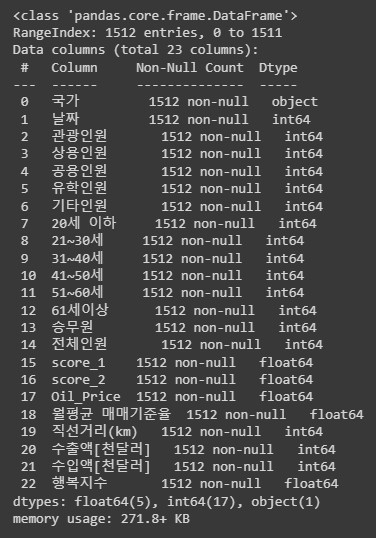 <class 'pandas.core.frame.DataFrame'>
RangeIndex: 1512 entries, 0 to 1511
Data columns (total 23 columns):
 #   Column      Non-Null Count  Dtype
---  ------      --------------  -----
 0   국가          1512 non-null   object
 1   날짜          1512 non-null   int64
 2   관광인원        1512 non-null   int64
 3   상용인원        1512 non-null   int64
 4   공용인원        1512 non-null   int64
 5   유학인원        1512 non-null   int64
 6   기타인원        1512 non-null   int64
 7   20세 이하      1512 non-null   int64
 8   21~30세      1512 non-null   int64
 9   31~40세      1512 non-null   int64
 10  41~50세      1512 non-null   int64
 11  51~60세      1512 non-null   int64
 12  61세이상       1512 non-null   int64
 13  승무원         1512 non-null   int64
 14  전체인원        1512 non-null   int64
 15  score_1     1512 non-null   float64
 16  score_2     1512 non-null   float64
 17  Oil_Price   1512 non-null   float64
 18  월평균 매매기준율   1512 non-null   float64
 19  직선거리(km)    1512 non-null   int64
 20  수출액[천달러]    1512 non-null   int64
 21  수입액[천달러]    1512 non-null   int64
 22  행복지수        1512 non-null   float64
dtypes: float64(5), int64(17), object(1)
memory usage: 271.8+ KB